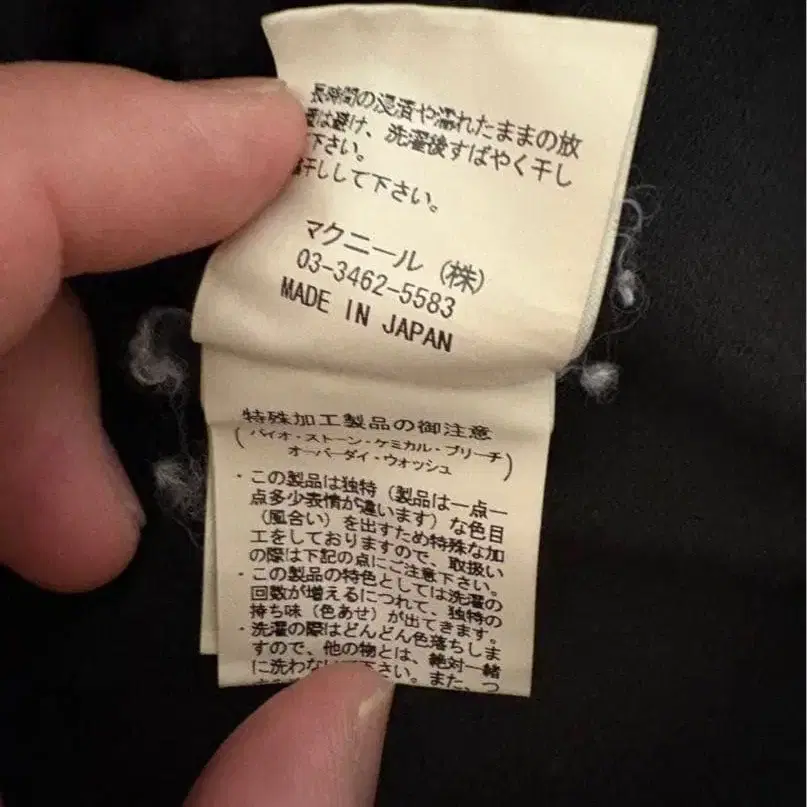 長時間の浸漬や濡れたままの放
は避け、洗濯後すばやく干し
下さい。
干しして下さい。
マクニール（株）
03-3462-5583
MADE IN JAPAN
特殊加工製品の御注意
（バイオ・ストーン・ケミカル・ブリーチ
オーバーダイ・ウォッシュ）
・この製品は独特（製品は一点一
点多少表情が違います）な色目
（風合い）を出すため特殊な加
工をしておりますので、取扱い
の際は下記の点にご注意下さい。
・この製品の特色としては洗濯の
回数が増えるにつれて、独特の
持ち味（色あせ）が出てきます。
・洗濯の際はどんどん色落ちしま
すので、他の物とは、絶対一緒
に洗わな下さい。また、つ